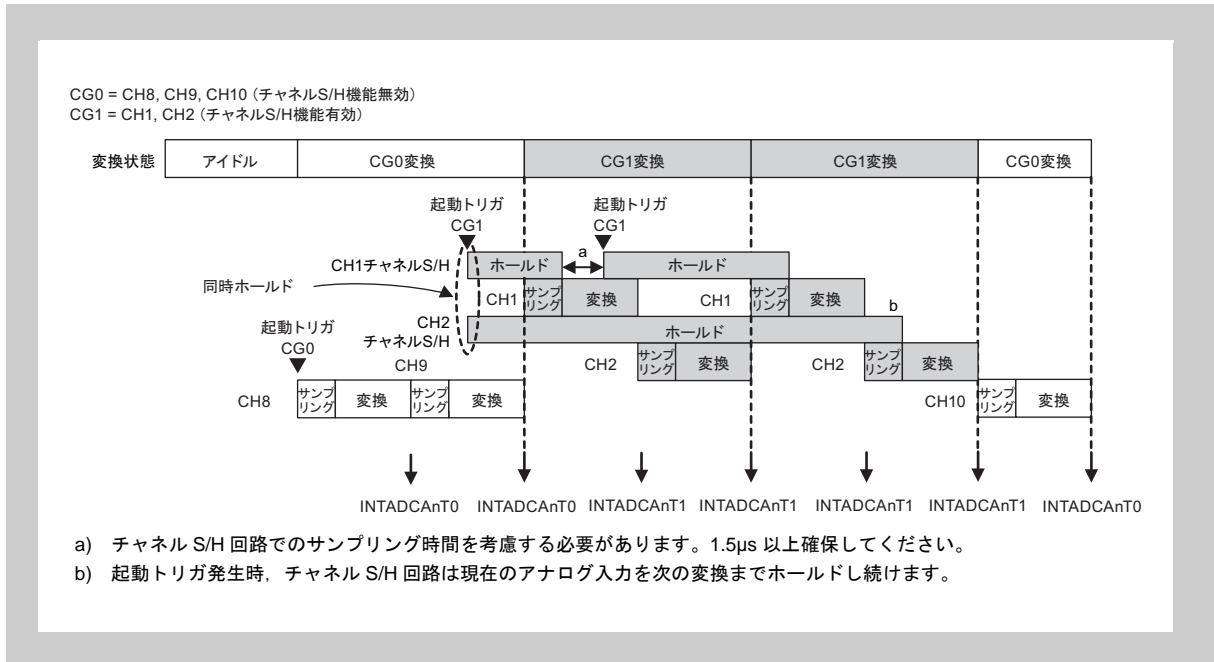 CG0 = CH8, CH9, CH10 (チャネルS/H機能無効)
CG1 = CH1, CH2 (チャネルS/H機能有効)
変換状態 アイドル CG0変換 CG1変換 CG1変換 CG0変換
起動トリガ
CG1
起動トリガ
CG1
a
CH1チャネルS/H ホールド ホールド
同時ホールド
CH1 サンプリング 変換 CH1 サンプリング 変換 b
CH2
チャネルS/H
ホールド
起動トリガ
CG0
CH9
CH2 サンプリング 変換 CH2 サンプリング 変換
CH8 サンプリング 変換 サンプリング 変換 CH10 サンプリング 変換
INTADCAnT0 INTADCAnT0 INTADCAnT1 INTADCAnT1 INTADCAnT1 INTADCAnT1 INTADCAnT0
a) チャネル S/H 回路でのサンプリング時間を考慮する必要があります。1.5μs 以上確保してください。
b) 起動トリガ発生時，チャネル S/H 回路は現在のアナログ入力を次の変換までホールドし続けます。